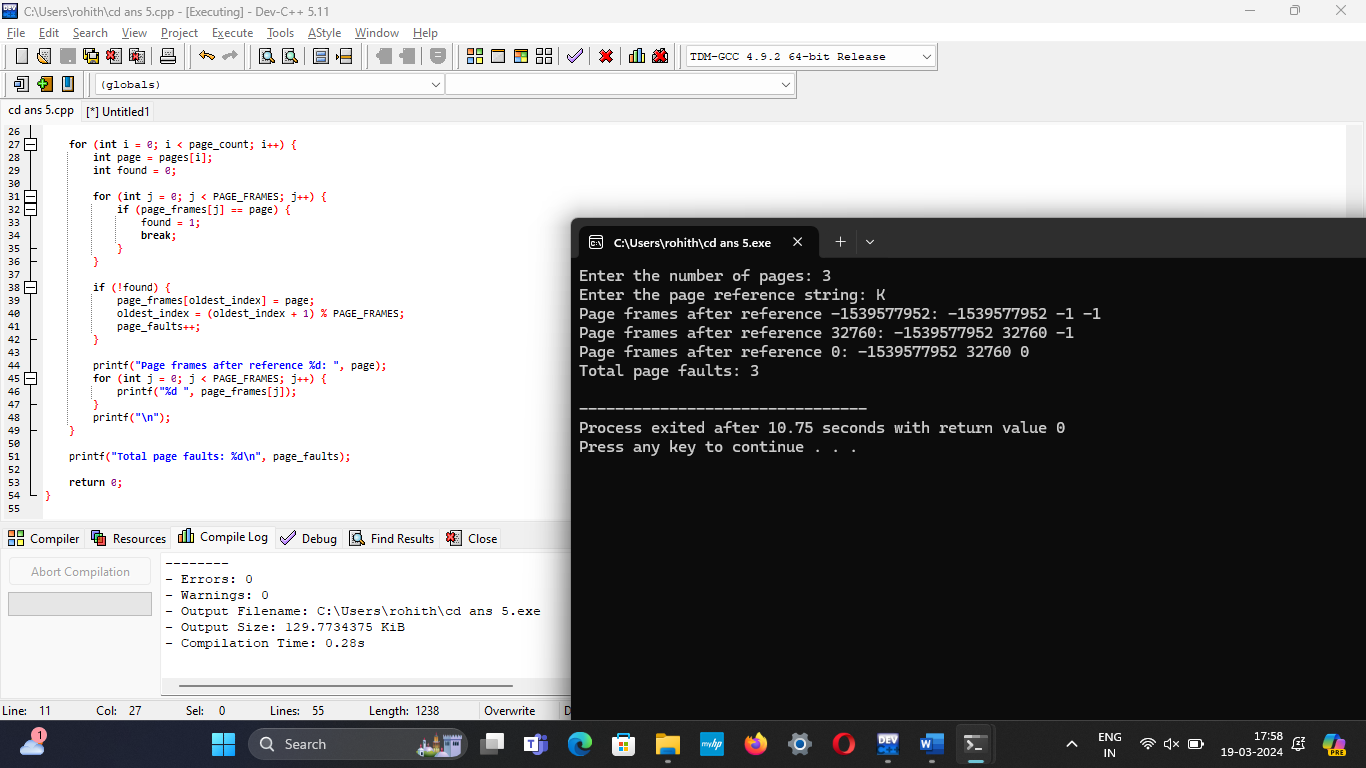 C:\Users\rohith\cd ans 5.cpp - [Executing] - Dev-C++ 5.11
File Edit Search View Project Execute Tools AStyle Window Help
TDM-GCC 4.9.2 64-bit Release
(globals)
cd ans 5.cpp [*] Untitled1
26
27 for (int i = 0; i < page_count; i++) {
28 int page = pages[i];
29 int found = 0;
30
31 for (int j = 0; j < PAGE_FRAMES; j++) {
32 if (page_frames[j] == page) {
33 found = 1;
34 break;
35 }
36 }
37
38 if (!found) {
39 page_frames[oldest_index] = page;
40 oldest_index = (oldest_index + 1) % PAGE_FRAMES;
41 page_faults++;
42 }
43
44 printf("Page frames after reference %d: ", page);
45 for (int j = 0; j < PAGE_FRAMES; j++) {
46 printf("%d ", page_frames[j]);
47 }
48 printf("\n");
49 }
50
51 printf("Total page faults: %d\n", page_faults);
52
53 return 0;
54 }
55
C:\Users\rohith\cd ans 5.exe
Enter the number of pages: 3
Enter the page reference string: K
Page frames after reference -1539577952: -1539577952 -1 -1
Page frames after reference 32760: -1539577952 32760 -1
Page frames after reference 0: -1539577952 32760 0
Total page faults: 3
--------------------------------
Process exited after 10.75 seconds with return value 0
Press any key to continue . . .
Compiler Resources Compile Log Debug Find Results Close
Abort Compilation
--------
- Errors: 0
- Warnings: 0
- Output Filename: C:\Users\rohith\cd ans 5.exe
- Output Size: 129.7734375 KiB
- Compilation Time: 0.28s
Line: 11 Col: 27 Sel: 0 Lines: 55 Length: 1238 Overwrite D
1
Search
DEV
ENG
IN
17:58
19-03-2024
PRE